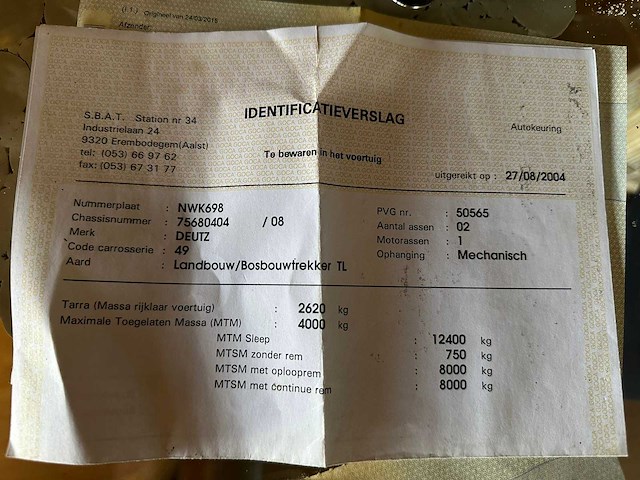 (i.1.) Origineel van 24/03/2015
Afzender:
IDENTIFICATIEVERSLAG
S.B.A.T. Station nr 34
Industrielaan 24
9320 Erembodegem(Aalst)
tel: (053) 66 97 62
fax: (053) 67 31 77
Autokeuring
Te bewaren in het voertuig
uitgereikt op : 27/08/2004
Nummerplaat : NWK698
Chassisnummer : 75680404 / 08
Merk : DEUTZ
Code carrosserie : 49
Aard : Landbouw/Bosbouwtrekker TL
PVG nr. : 50565
Aantal assen : 02
Motorassen : 1
Ophanging : Mechanisch
Tarra (Massa rijklaar voertuig) : 2620 kg
Maximale Toegelaten Massa (MTM) : 4000 kg
MTM Sleep : 12400 kg
MTSM zonder rem : 750 kg
MTSM met oplooprem : 8000 kg
MTSM met continue rem : 8000 kg